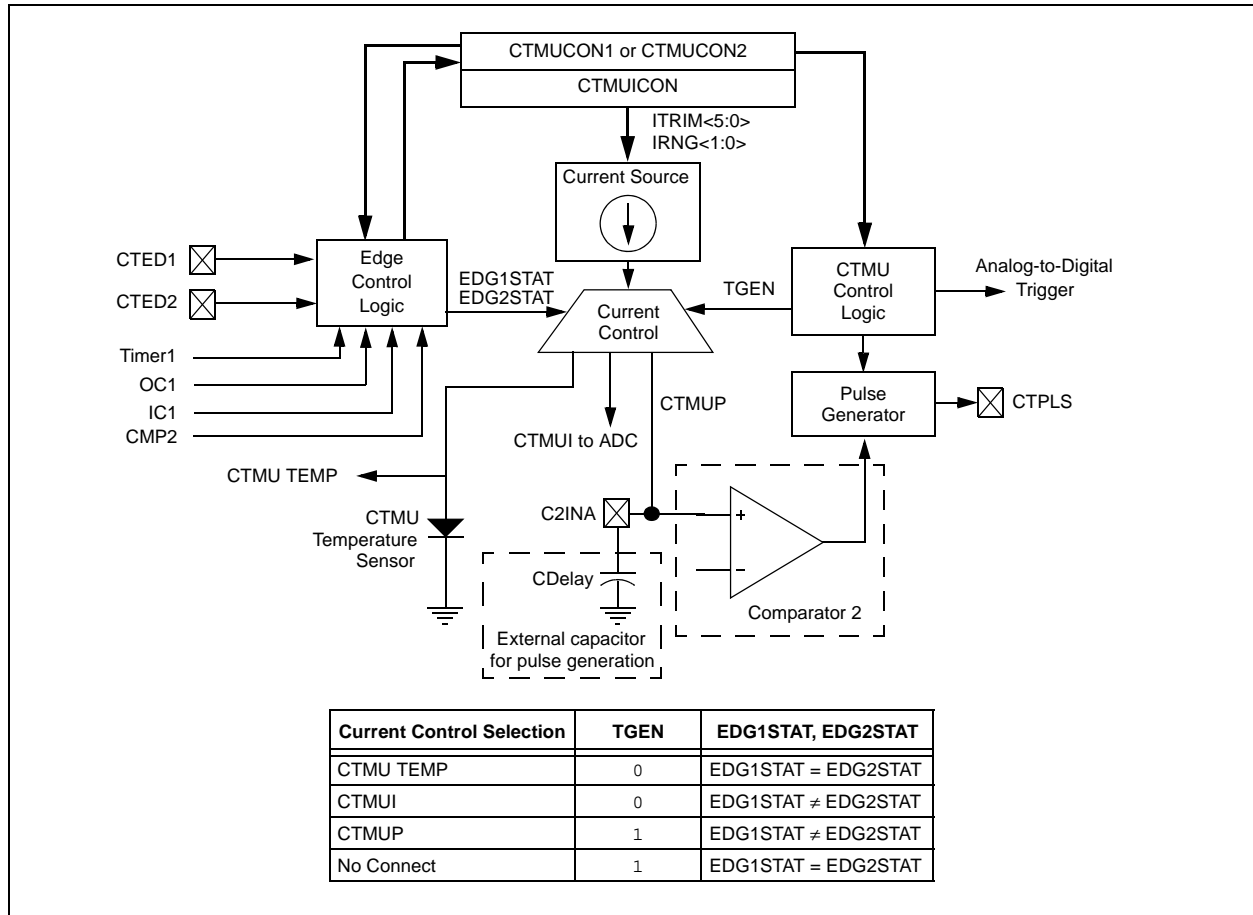 CTMUCON1 or CTMUCON2
CTMUICON
ITRIM<5:0>
IRNG<1:0>
Current Source
CTED1
CTED2
Edge
Control
Logic
EDG1STAT
EDG2STAT
Current
Control
TGEN
CTMU
Control
Logic
Analog-to-Digital
Trigger
Timer1
OC1
IC1
CMP2
CTMUP
CTMUI to ADC
Pulse
Generator
CTPLS
CTMU TEMP
CTMU
Temperature
Sensor
C2INA
CDelay
External capacitor
for pulse generation
+
–
Comparator 2
Current Control Selection TGEN EDG1STAT, EDG2STAT
CTMU TEMP 0 EDG1STAT = EDG2STAT
CTMUI 0 EDG1STAT ≠ EDG2STAT
CTMUP 1 EDG1STAT ≠ EDG2STAT
No Connect 1 EDG1STAT = EDG2STAT